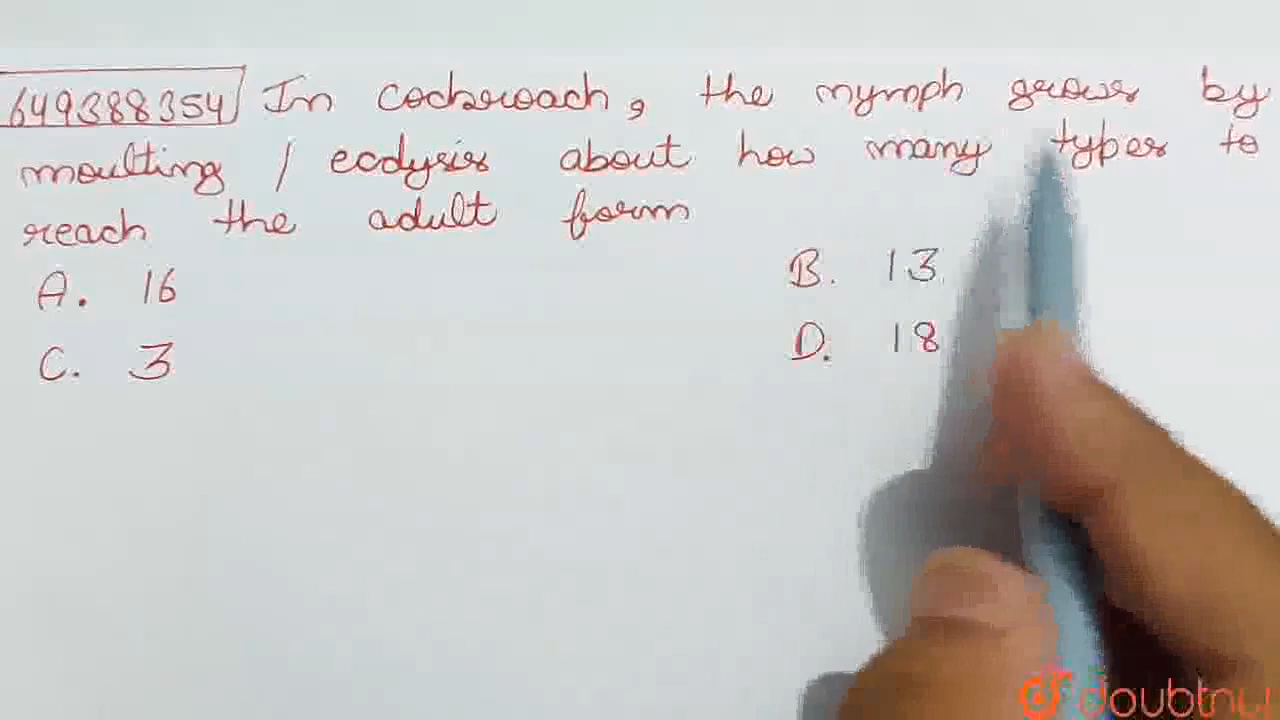 649388354 In cockroach, the nymph grows by
moulting / ecdysis about how many types to
reach the adult form
A. 16 B. 13
C. 3 D. 18
doubtnut